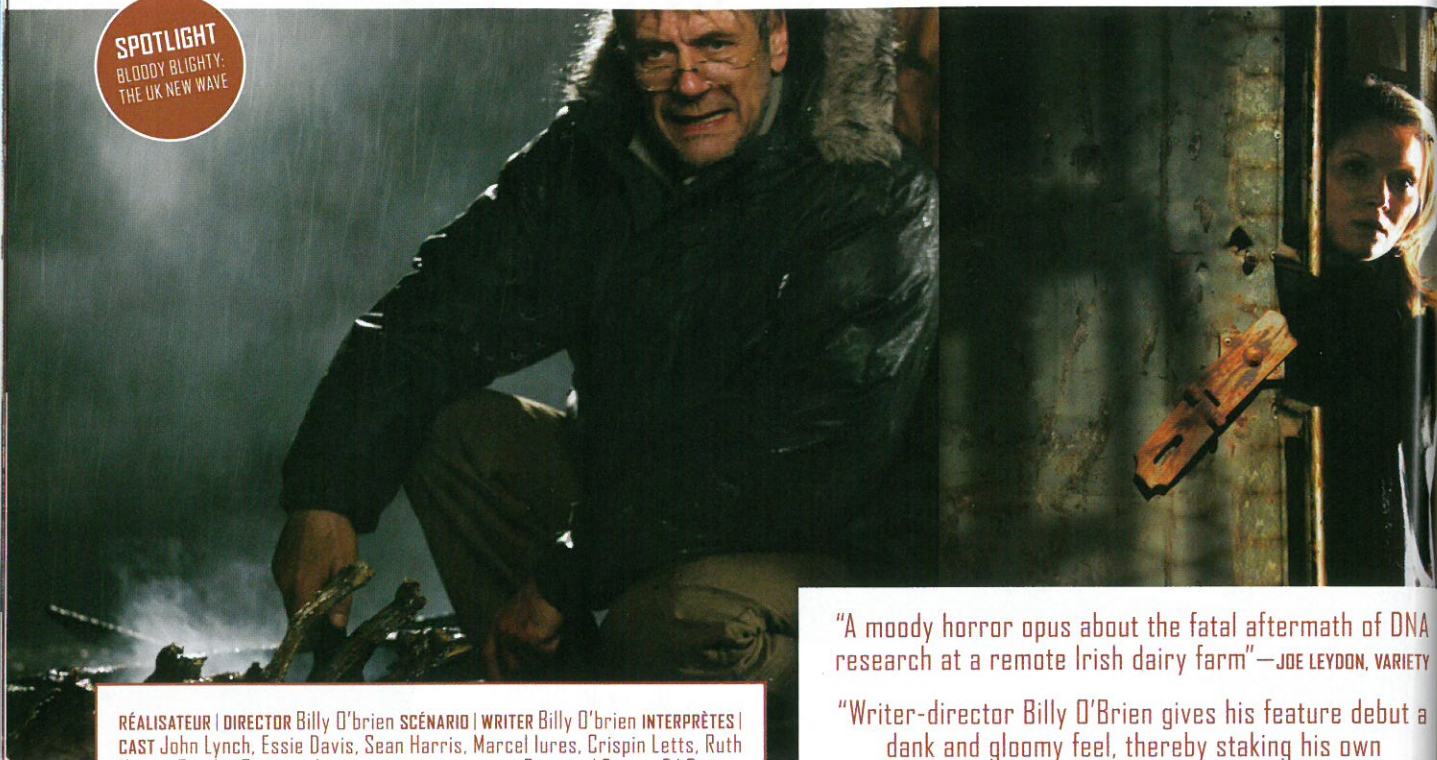 SPOTLIGHT
BLOODY BLIGHTY:
THE UK NEW WAVE
RÉALISATEUR | DIRECTOR Billy O'brien SCÉNARIO | WRITER Billy O'brien INTERPRÈTES |
CAST John Lynch, Essie Davis, Sean Harris, Marcel Iures, Crispin Letts, Ruth
"A moody horror opus about the fatal aftermath of DNA
research at a remote Irish dairy farm"—JOE LEYDON, VARIETY
"Writer-director Billy O'Brien gives his feature debut a
dank and gloomy feel, thereby staking his own